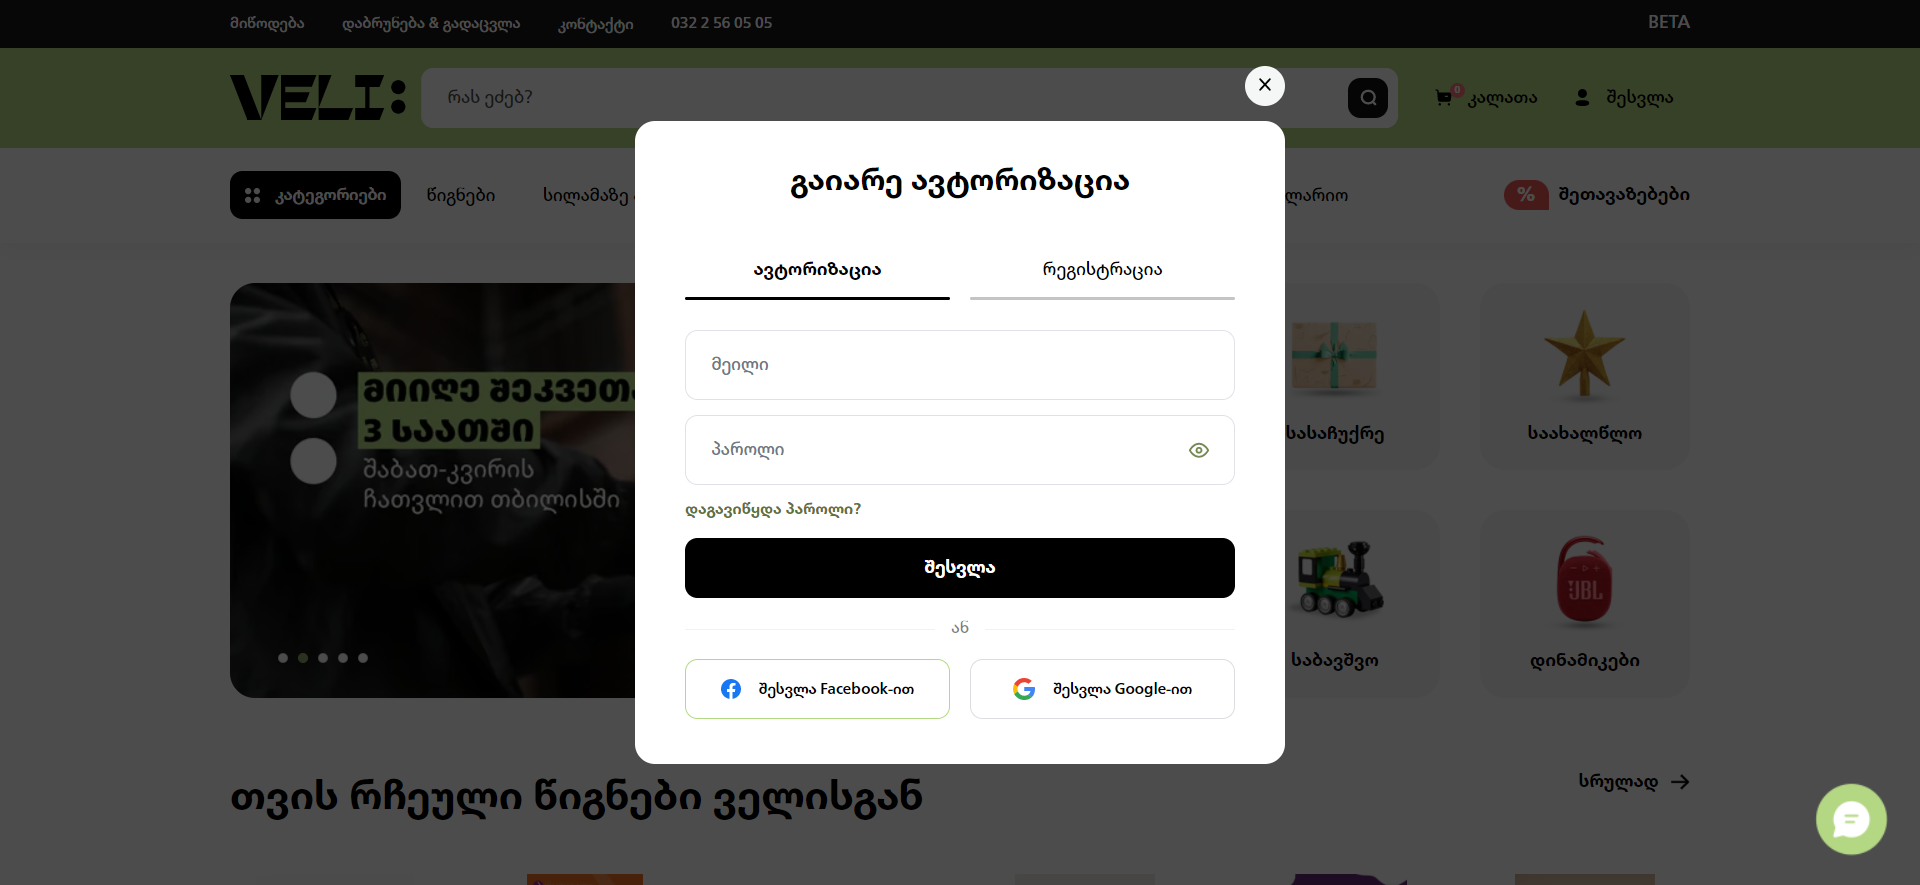 მიწოდება
დაბრუნება & გადაცვლა
კონტაქტი
032 2 56 05 05
BETA
VELI:
რას ეძებ?
0
კალათა
შესვლა
კატეგორიები
წიგნები
სილამაზე
ლარიო
%
შეთავაზებები
გაიარე ავტორიზაცია
ავტორიზაცია
რეგისტრაცია
მეილი
პაროლი
დაგავიწყდა პაროლი?
შესვლა
ან
შესვლა Facebook-ით
შესვლა Google-ით
მიიღე შეკვეთა
3 საათში
შაბათ-კვირის
ჩათვლით თბილისში
სასაჩუქრე
საახალწლო
საბავშვო
JBL
დინამიკები
თვის რჩეული წიგნები ველისგან
სრულად